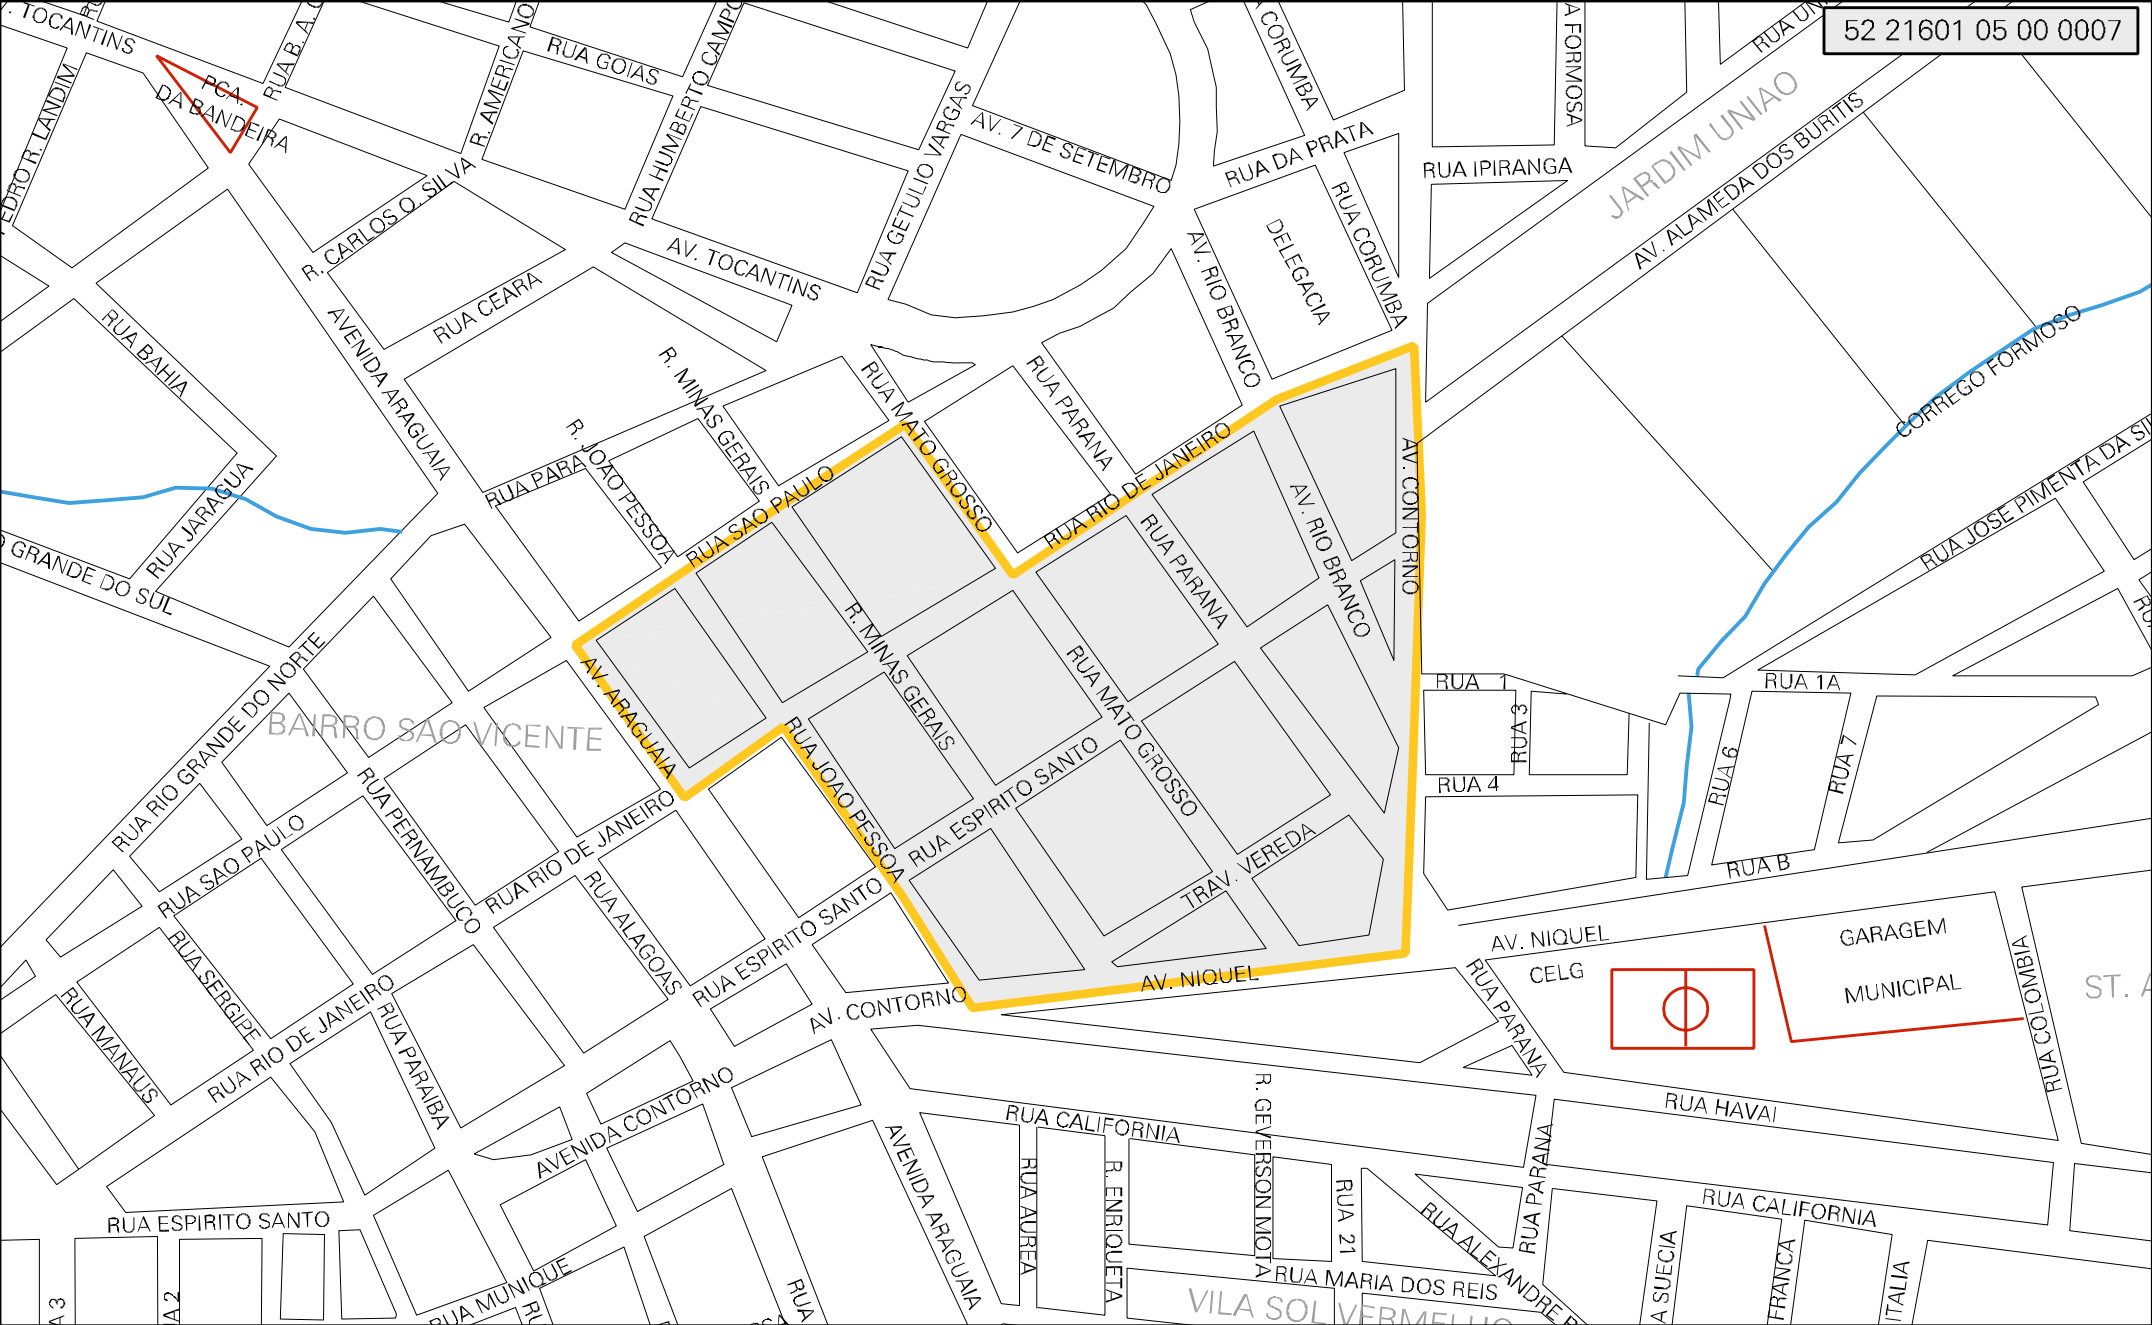 52 21601 05 00 0007
TOCANTINS
PCA.
DA BANDEIRA
RUA GOIAS
R. AMERICANO
RUA HUMBERTO CAMPO
RUA GETULIO VARGAS
AV. 7 DE SETEMBRO
CORUMBA
RUA DA PRATA
A FORMOSA
RUA IPIRANGA
JARDIM UNIAO
AV. ALAMEDA DOS BURITIS
EDRO R. LANDIM
R. CARLOS O. SILVA
RUA CEARA
AV. TOCANTINS
AV. RIO BRANCO
DELEGACIA
RUA CORUMBA
CORREGO FORMOSO
RUA BAHIA
AVENIDA ARAGUAIA
R. MINAS GERAIS
RUA MATO GROSSO
RUA PARANA
RUA PARA
R. JOAO PESSOA
RUA SAO PAULO
RUA RIO DE JANEIRO
AV. CONTORNO
RUA JARAGUA
O GRANDE DO SUL
RUA PARANA
AV. RIO BRANCO
RUA JOSE PIMENTA DA SI
R. MINAS GERAIS
RUA MATO GROSSO
AV. ARAGUAIA
BAIRRO SAO VICENTE
RUA RIO GRANDE DO NORTE
RUA JOAO PESSOA
RUA ESPIRITO SANTO
RUA 1
RUA 3
RUA 4
RUA 1A
RUA 6
RUA 7
RUA B
RUA SAO PAULO
RUA PERNAMBUCO
RUA RIO DE JANEIRO
RUA ALAGOAS
RUA ESPIRITO SANTO
TRAV. VEREDA
AV. NIQUEL
AV. NIQUEL
CELG
GARAGEM
MUNICIPAL
ST. A
RUA COLOMBIA
RUA SERGIPE
RUA MANAUS
RUA RIO DE JANEIRO
RUA PARAIBA
AV. CONTORNO
RUA PARANA
AVENIDA CONTORNO
RUA CALIFORNIA
R. GEVERSON MOTA
RUA HAVAI
AVENIDA ARAGUAIA
RUA AUREA
R. ENRIQUETA
RUA 21
RUA PARANA
RUA CALIFORNIA
RUA ESPIRITO SANTO
RUA MUNIQUE
RUA MARIA DOS REIS
RUA ALEXANDRE
VILA SOL VERMELHO
A SUECIA
FRANCA
ITALIA
A 3
A 2
RUA